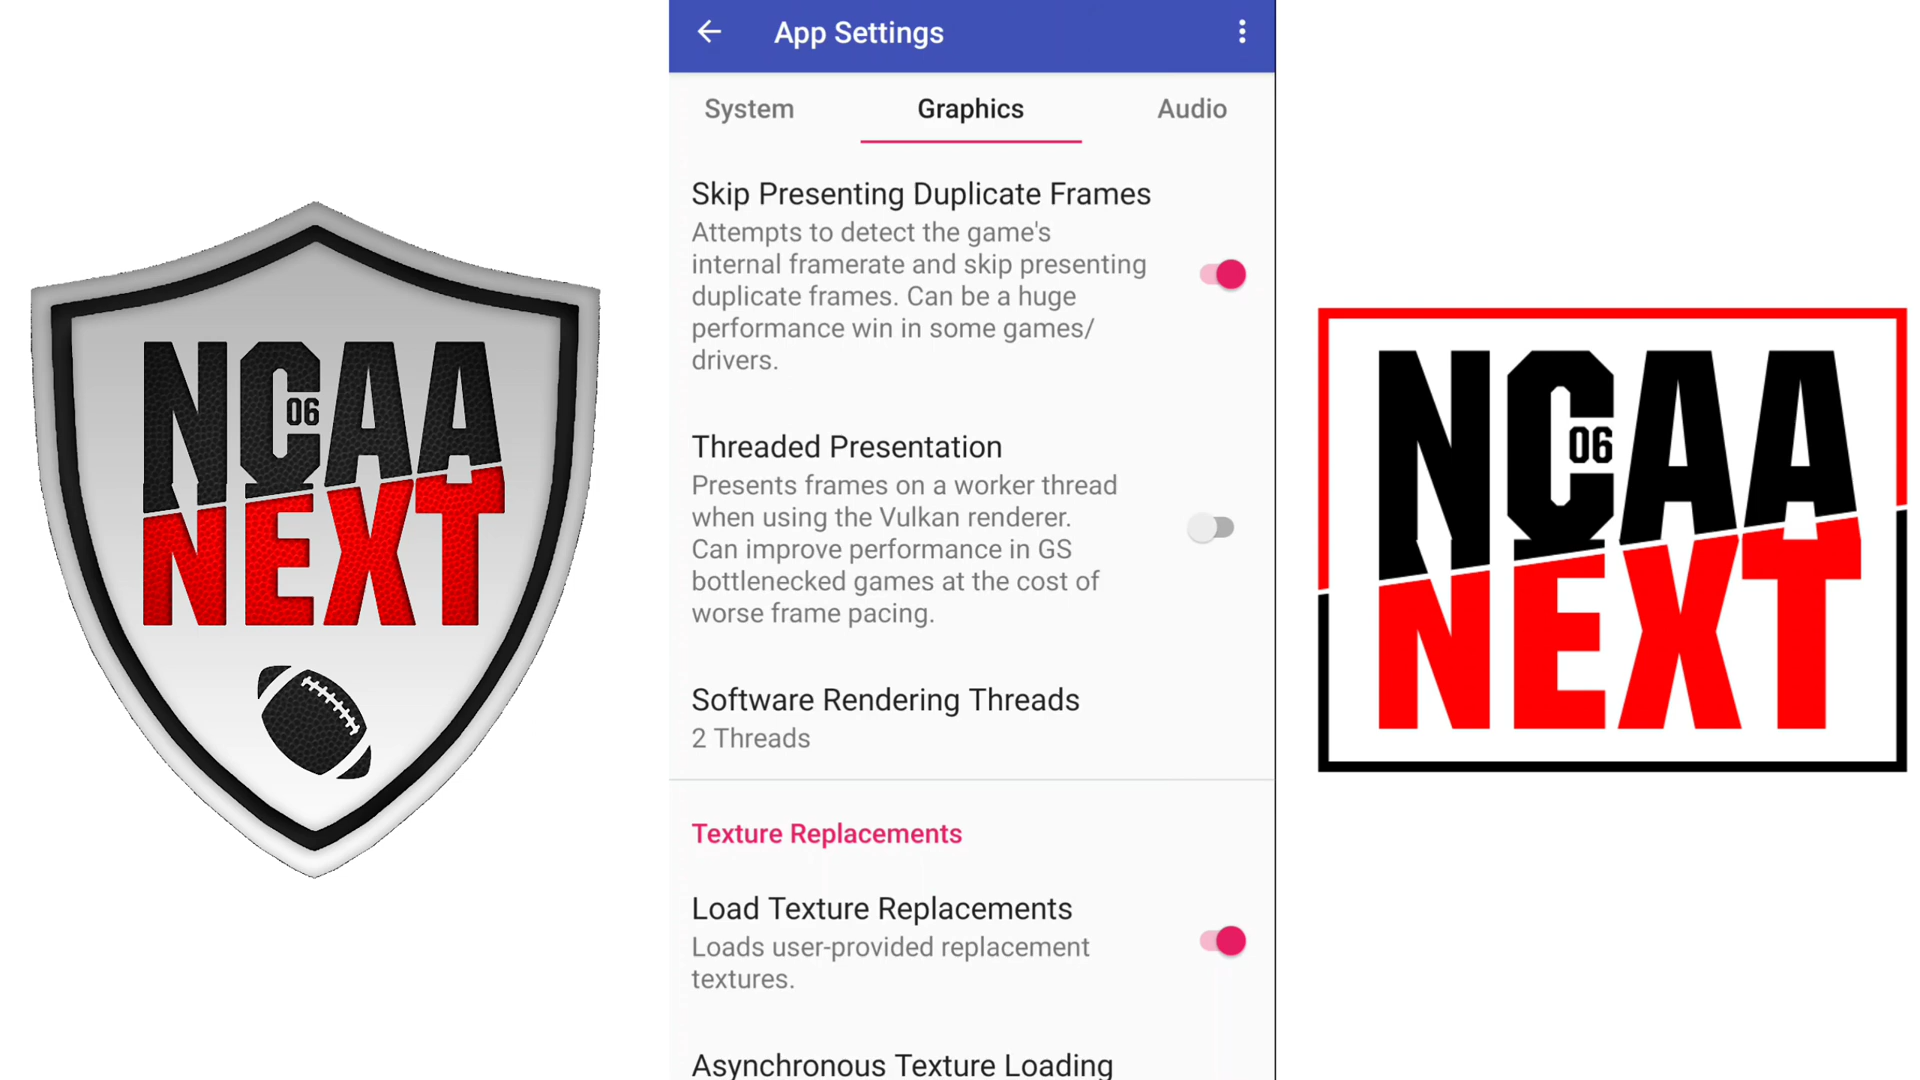 NCAA
06
NEXT
App Settings
System
Graphics
Audio
Skip Presenting Duplicate Frames
Attempts to detect the game's
internal framerate and skip presenting
duplicate frames. Can be a huge
performance win in some games/
drivers.
Threaded Presentation
Presents frames on a worker thread
when using the Vulkan renderer.
Can improve performance in GS
bottlenecked games at the cost of
worse frame pacing.
Software Rendering Threads
2 Threads
Texture Replacements
Load Texture Replacements
Loads user-provided replacement
textures.
Asynchronous Texture Loading
NCAA
06
NEXT